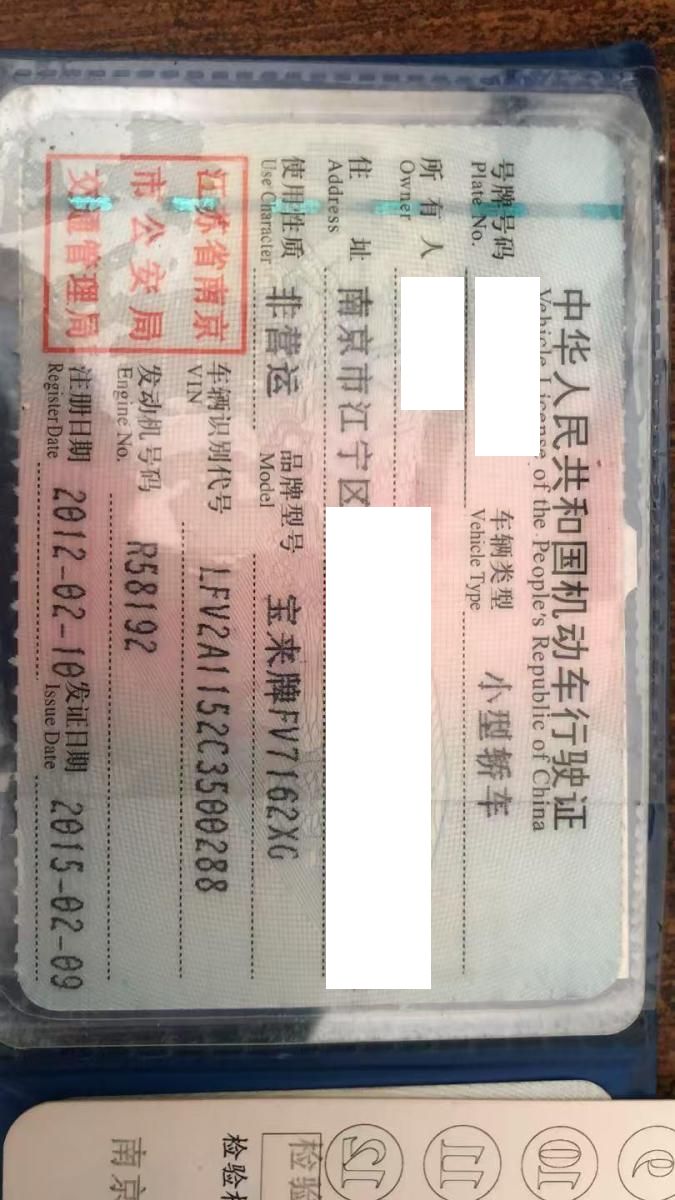 中华人民共和国机动车行驶证
Vehicle License of the People's Republic of China
号牌号码 车辆类型 小型轿车
Plate No. Vehicle Type
所有人
Owner
住址 南京市江宁区
Address
使用性质 非营运 品牌型号 宝来牌FV7162XG
Use Character Model
江苏省南京
市公安局
交通管理局
车辆识别代号 LFV2A1152C3500288
VIN
发动机号码 R58192
Engine No.
注册日期 2012-02-10 发证日期 2015-02-09
Register Date Issue Date
9
10
11
12
检验
检验
南京